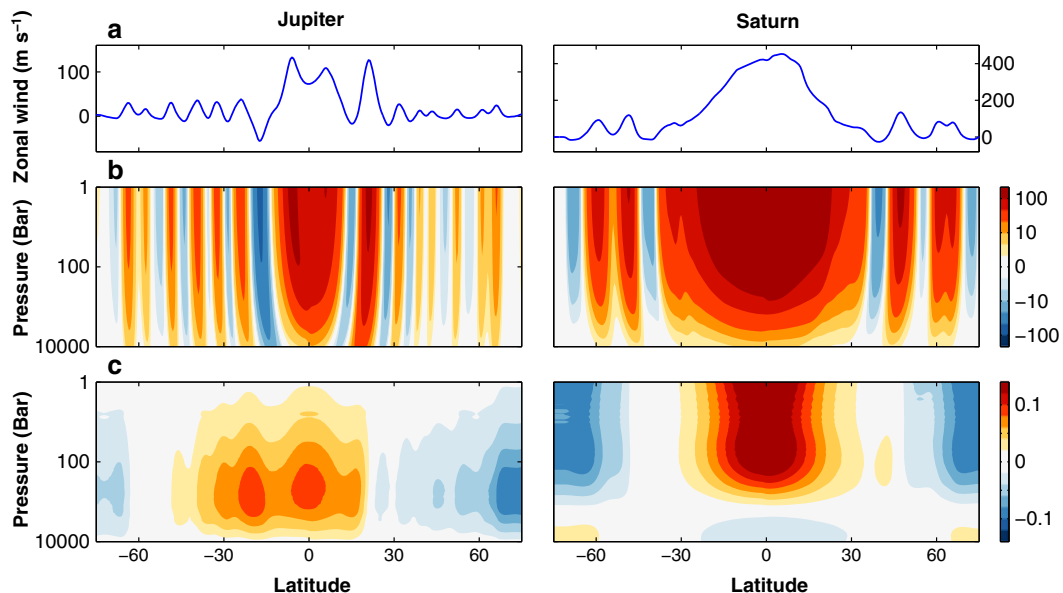 Jupiter
Saturn
a
Zonal wind (m s⁻¹)
100
0
400
200
0
b
Pressure (Bar)
1
100
10000
100
10
0
−10
−100
c
Pressure (Bar)
1
100
10000
−60
−30
0
30
60
Latitude
−60
−30
0
30
60
Latitude
0.1
0
−0.1